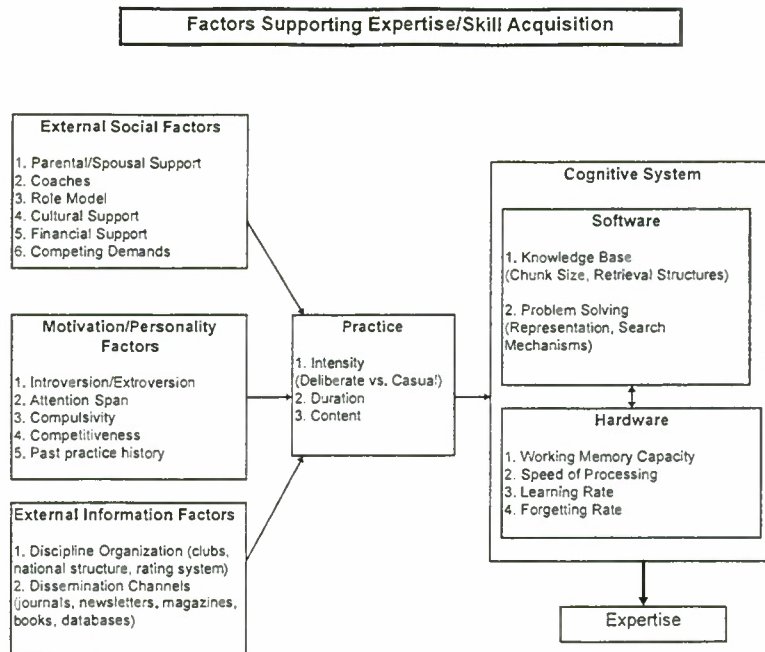 Factors Supporting Expertise/Skill Acquisition
External Social Factors
1. Parental/Spousal Support
2. Coaches
3. Role Model
4. Cultural Support
5. Financial Support
6. Competing Demands
Motivation/Personality
Factors
1. Introversion/Extroversion
2. Attention Span
3. Compulsivity
4. Competitiveness
5. Past practice history
External Information Factors
1. Discipline Organization (clubs,
national structure, rating system)
2. Dissemination Channels
(journals, newsletters, magazines,
books, databases)
Practice
1. Intensity
(Deliberate vs. Casual)
2. Duration
3. Content
Cognitive System
Software
1. Knowledge Base
(Chunk Size, Retrieval Structures)
2. Problem Solving
(Representation, Search
Mechanisms)
Hardware
1. Working Memory Capacity
2. Speed of Processing
3. Learning Rate
4. Forgetting Rate
Expertise